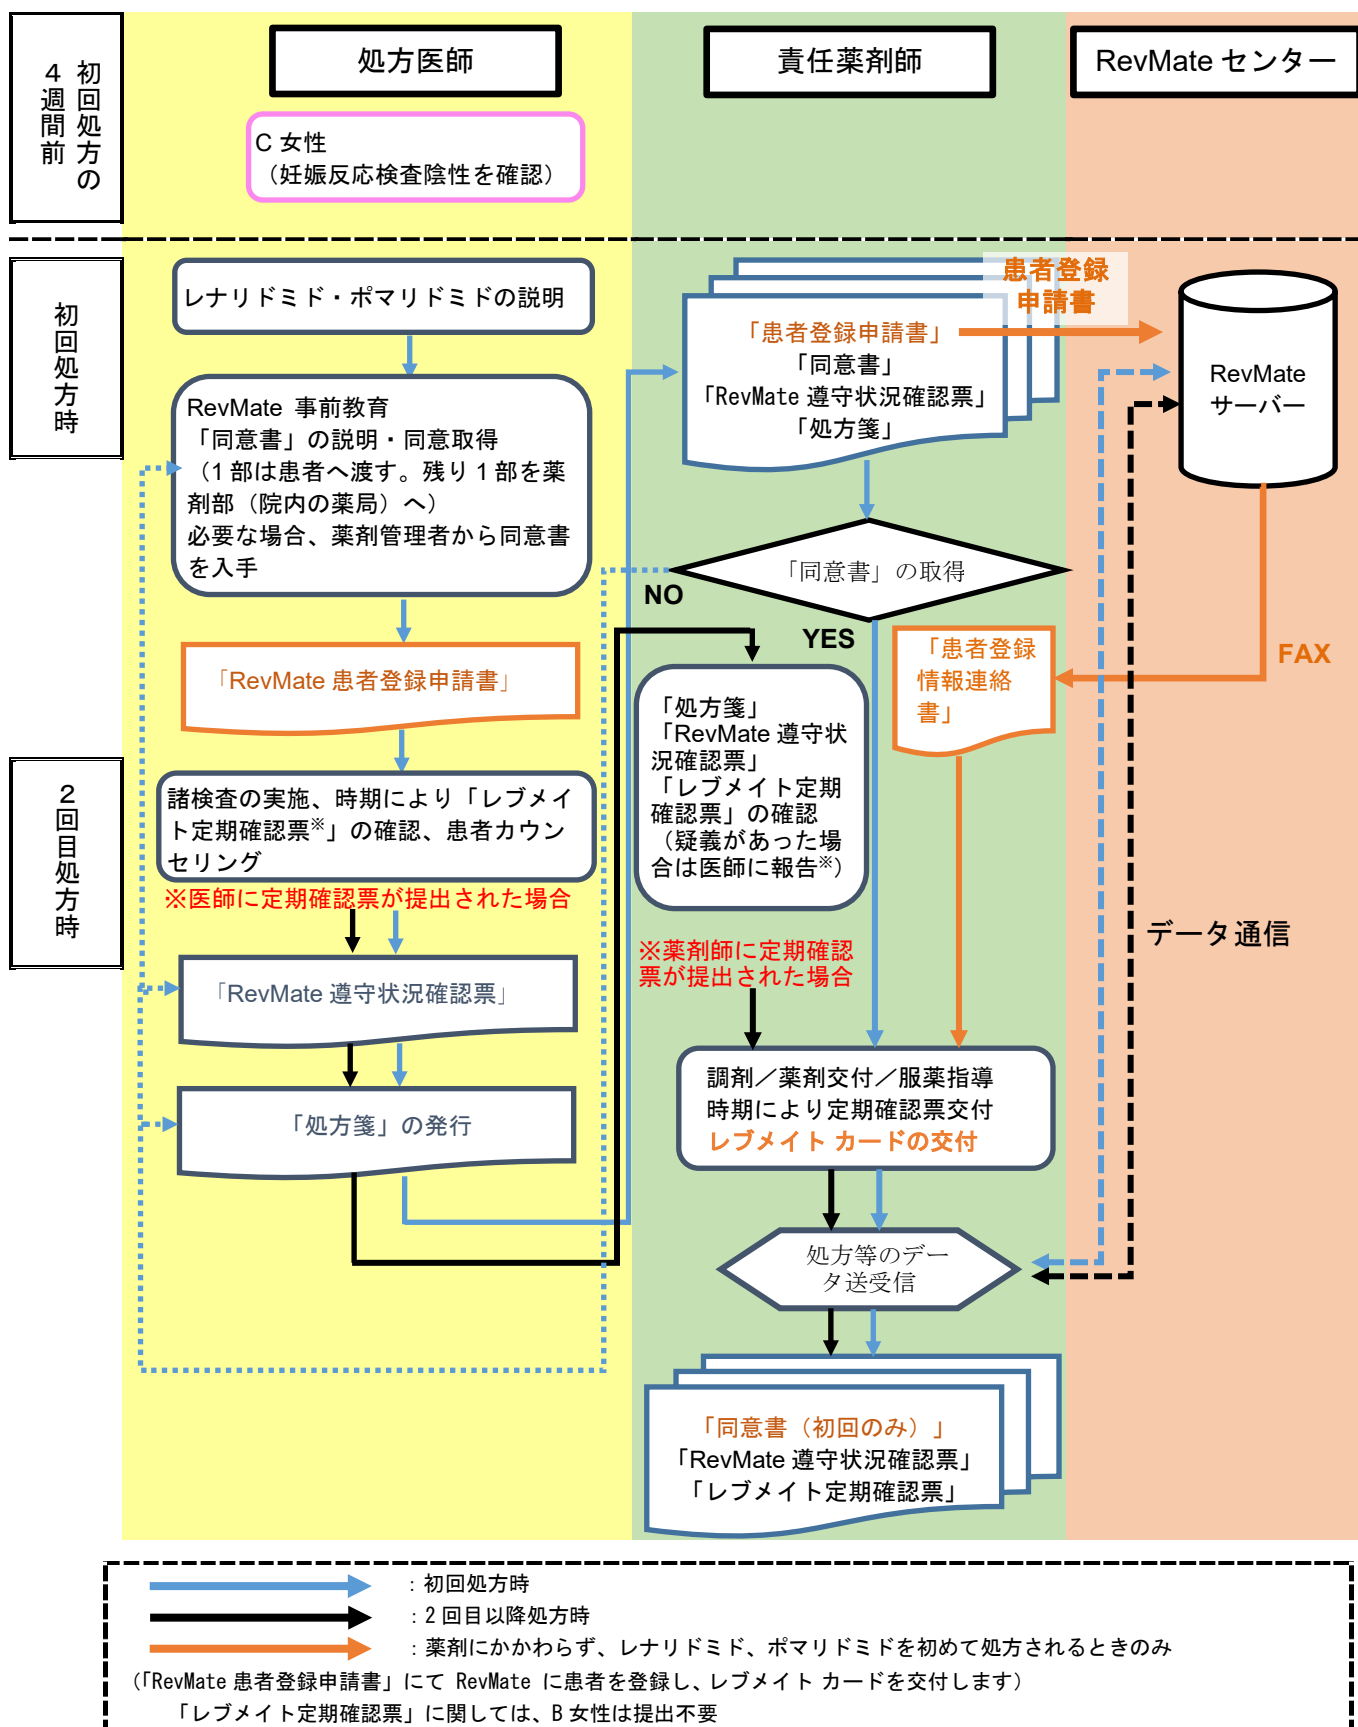 初回処方の
４週間前
処方医師
責任薬剤師
RevMate センター
C 女性
（妊娠反応検査陰性を確認）
初回処方時
レナリドミド・ポマリドミドの説明
RevMate 事前教育
「同意書」の説明・同意取得
（1 部は患者へ渡す。残り 1 部を薬
剤部（院内の薬局）へ）
必要な場合、薬剤管理者から同意書
を入手
「RevMate 患者登録申請書」
２回目処方時
諸検査の実施、時期により「レブメイ
ト定期確認票※」の確認、患者カウン
セリング
※医師に定期確認票が提出された場合
「RevMate 遵守状況確認票」
「処方箋」の発行
患者登録
申請書
「患者登録申請書」
「同意書」
「RevMate 遵守状況確認票」
「処方箋」
「同意書」の取得
NO
YES
「処方箋」
「RevMate 遵守状
況確認票」
「レブメイト定期
確認票」の確認
（疑義があった場
合は医師に報告※）
※薬剤師に定期確認
票が提出された場合
「患者登録
情報連絡
書」
調剤／薬剤交付／服薬指導
時期により定期確認票交付
レブメイト カードの交付
処方等のデー
タ送受信
「同意書（初回のみ）」
「RevMate 遵守状況確認票」
「レブメイト定期確認票」
RevMate
サーバー
FAX
データ通信
：初回処方時
：2 回目以降処方時
：薬剤にかかわらず、レナリドミド、ポマリドミドを初めて処方されるときのみ
（「RevMate 患者登録申請書」にて RevMate に患者を登録し、レブメイト カードを交付します）
「レブメイト定期確認票」に関しては、B 女性は提出不要